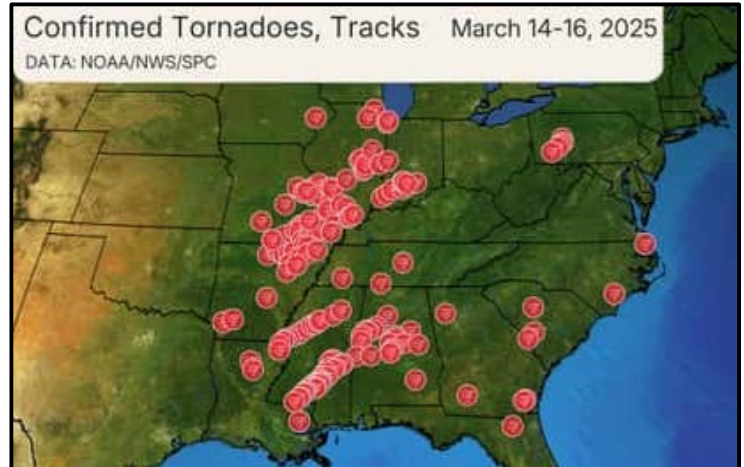 Confirmed Tornadoes, Tracks March 14-16, 2025
DATA: NOAA/NWS/SPC